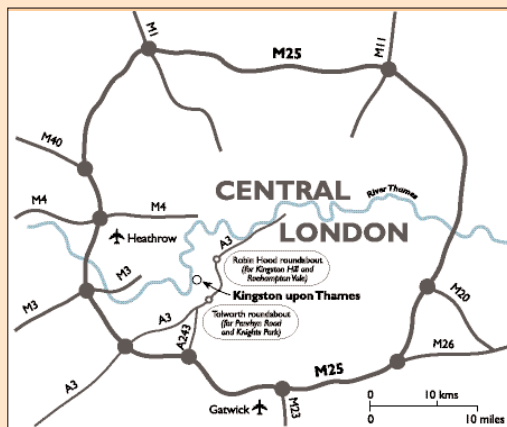 M1
M25
M11
M40
CENTRAL
River Thames
M4
M4
Heathrow
A3
LONDON
Robin Hood roundabout
(for Kingston Hill and
Roehampton Vale)
M3
Kingston upon Thames
M3
Tolworth roundabout
(for Penrhyn Road
and Knights Park)
M20
A3
A243
M26
M25
A3
Gatwick
M23
0 10 kms
0 10 miles